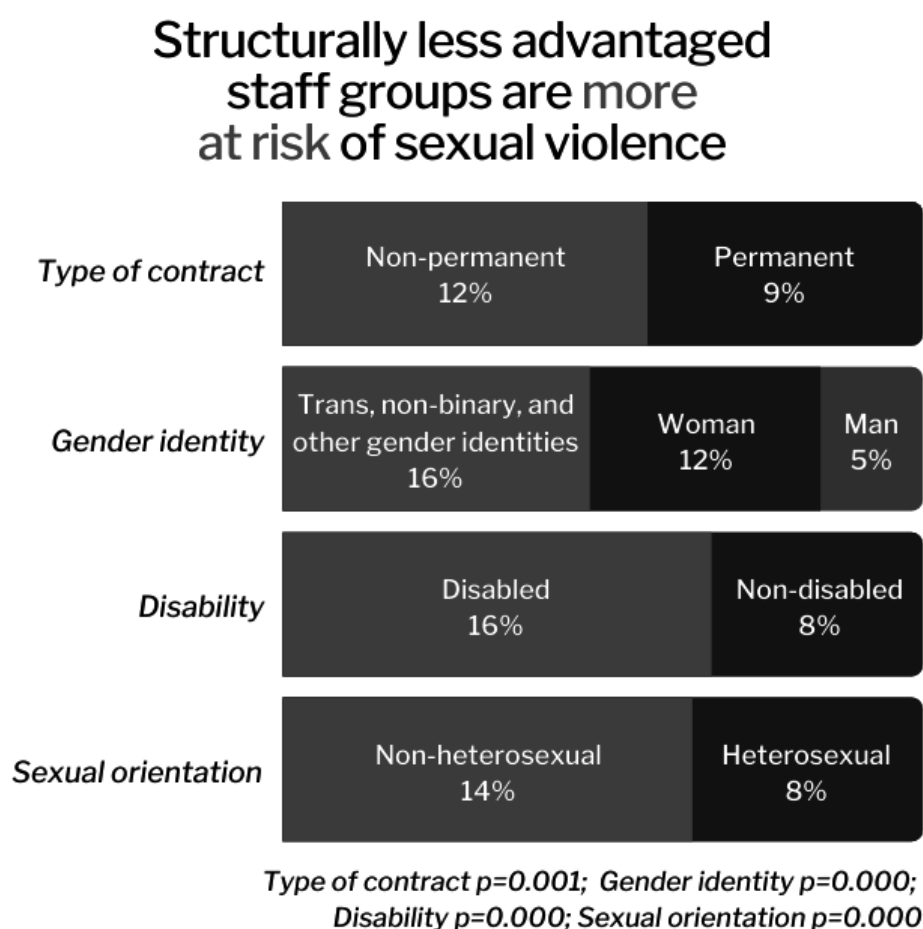 Structurally less advantaged
staff groups are more
at risk of sexual violence
Type of contract
Non-permanent
12%
Permanent
9%
Gender identity
Trans, non-binary, and
other gender identities
16%
Woman
12%
Man
5%
Disability
Disabled
16%
Non-disabled
8%
Sexual orientation
Non-heterosexual
14%
Heterosexual
8%
Type of contract p=0.001; Gender identity p=0.000;
Disability p=0.000; Sexual orientation p=0.000